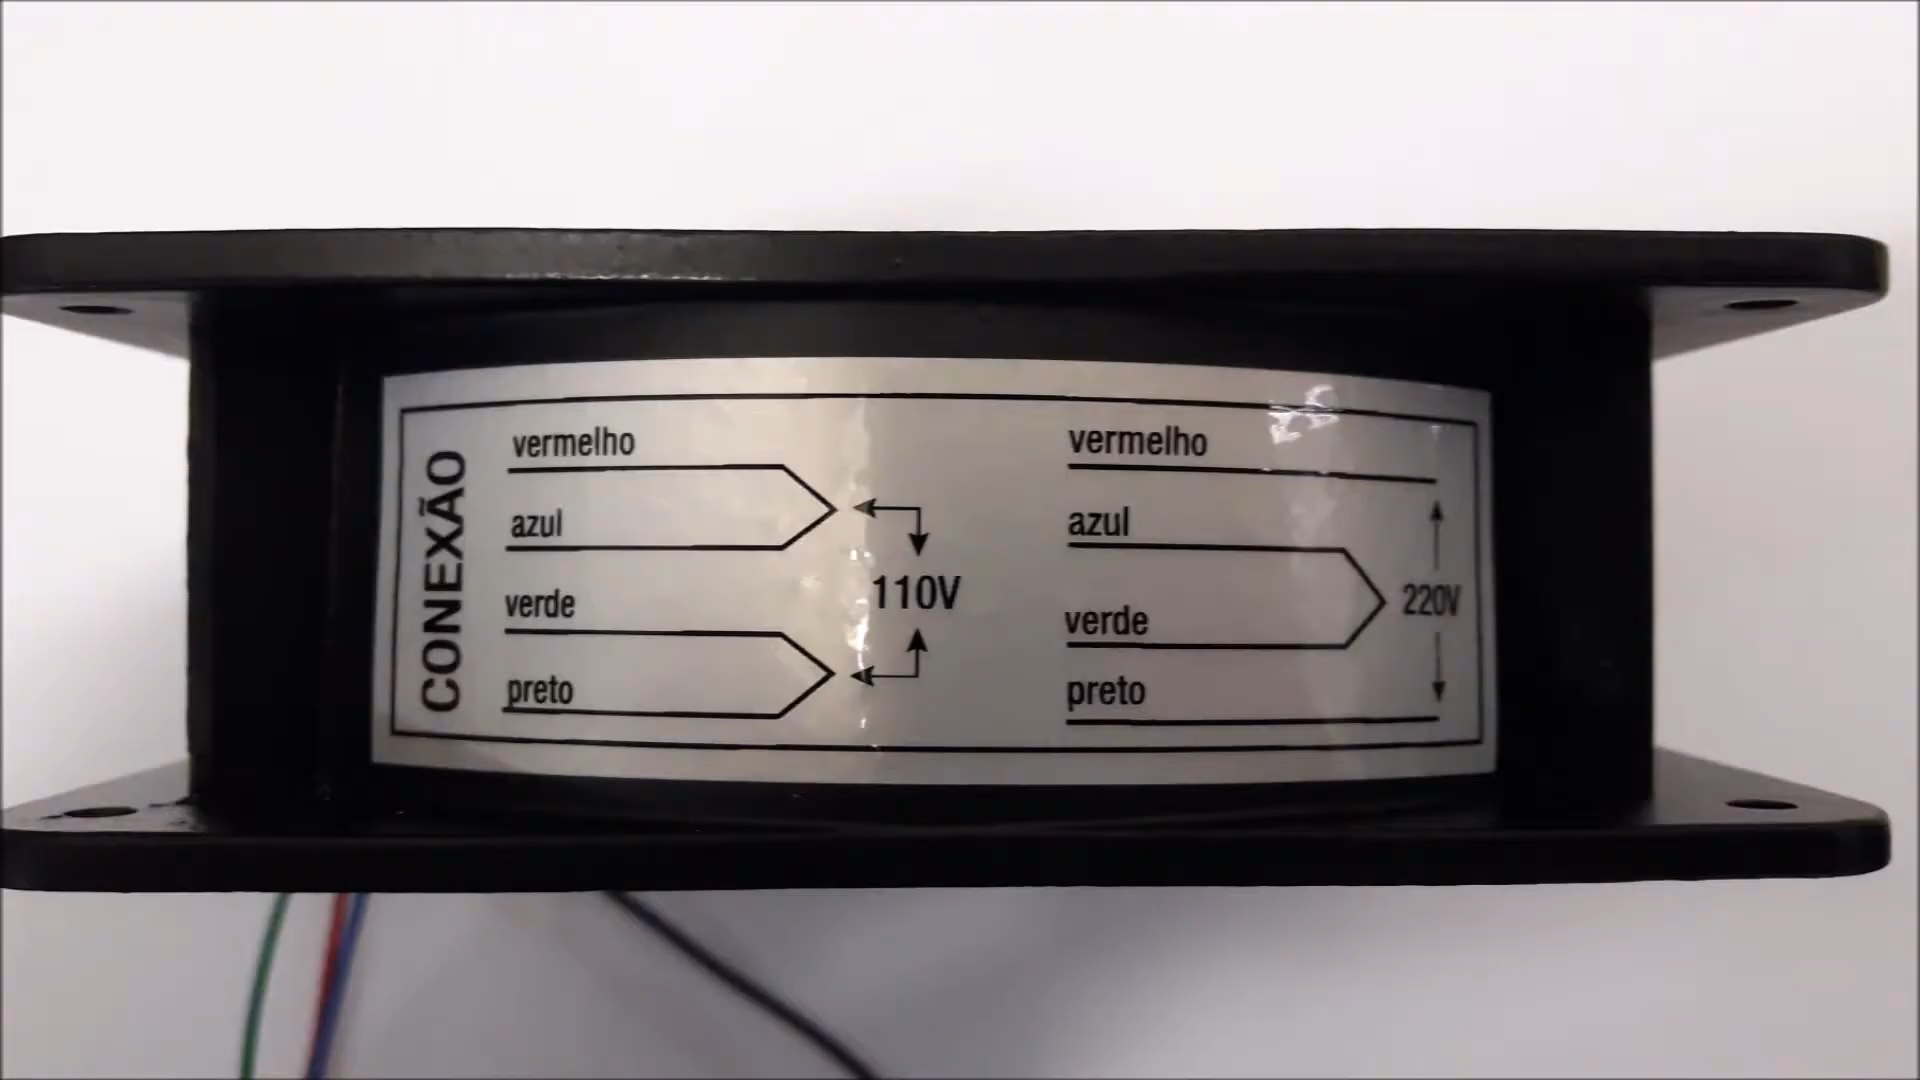 CONEXÃO
vermelho
azul
verde
preto
110V
vermelho
azul
verde
preto
220V